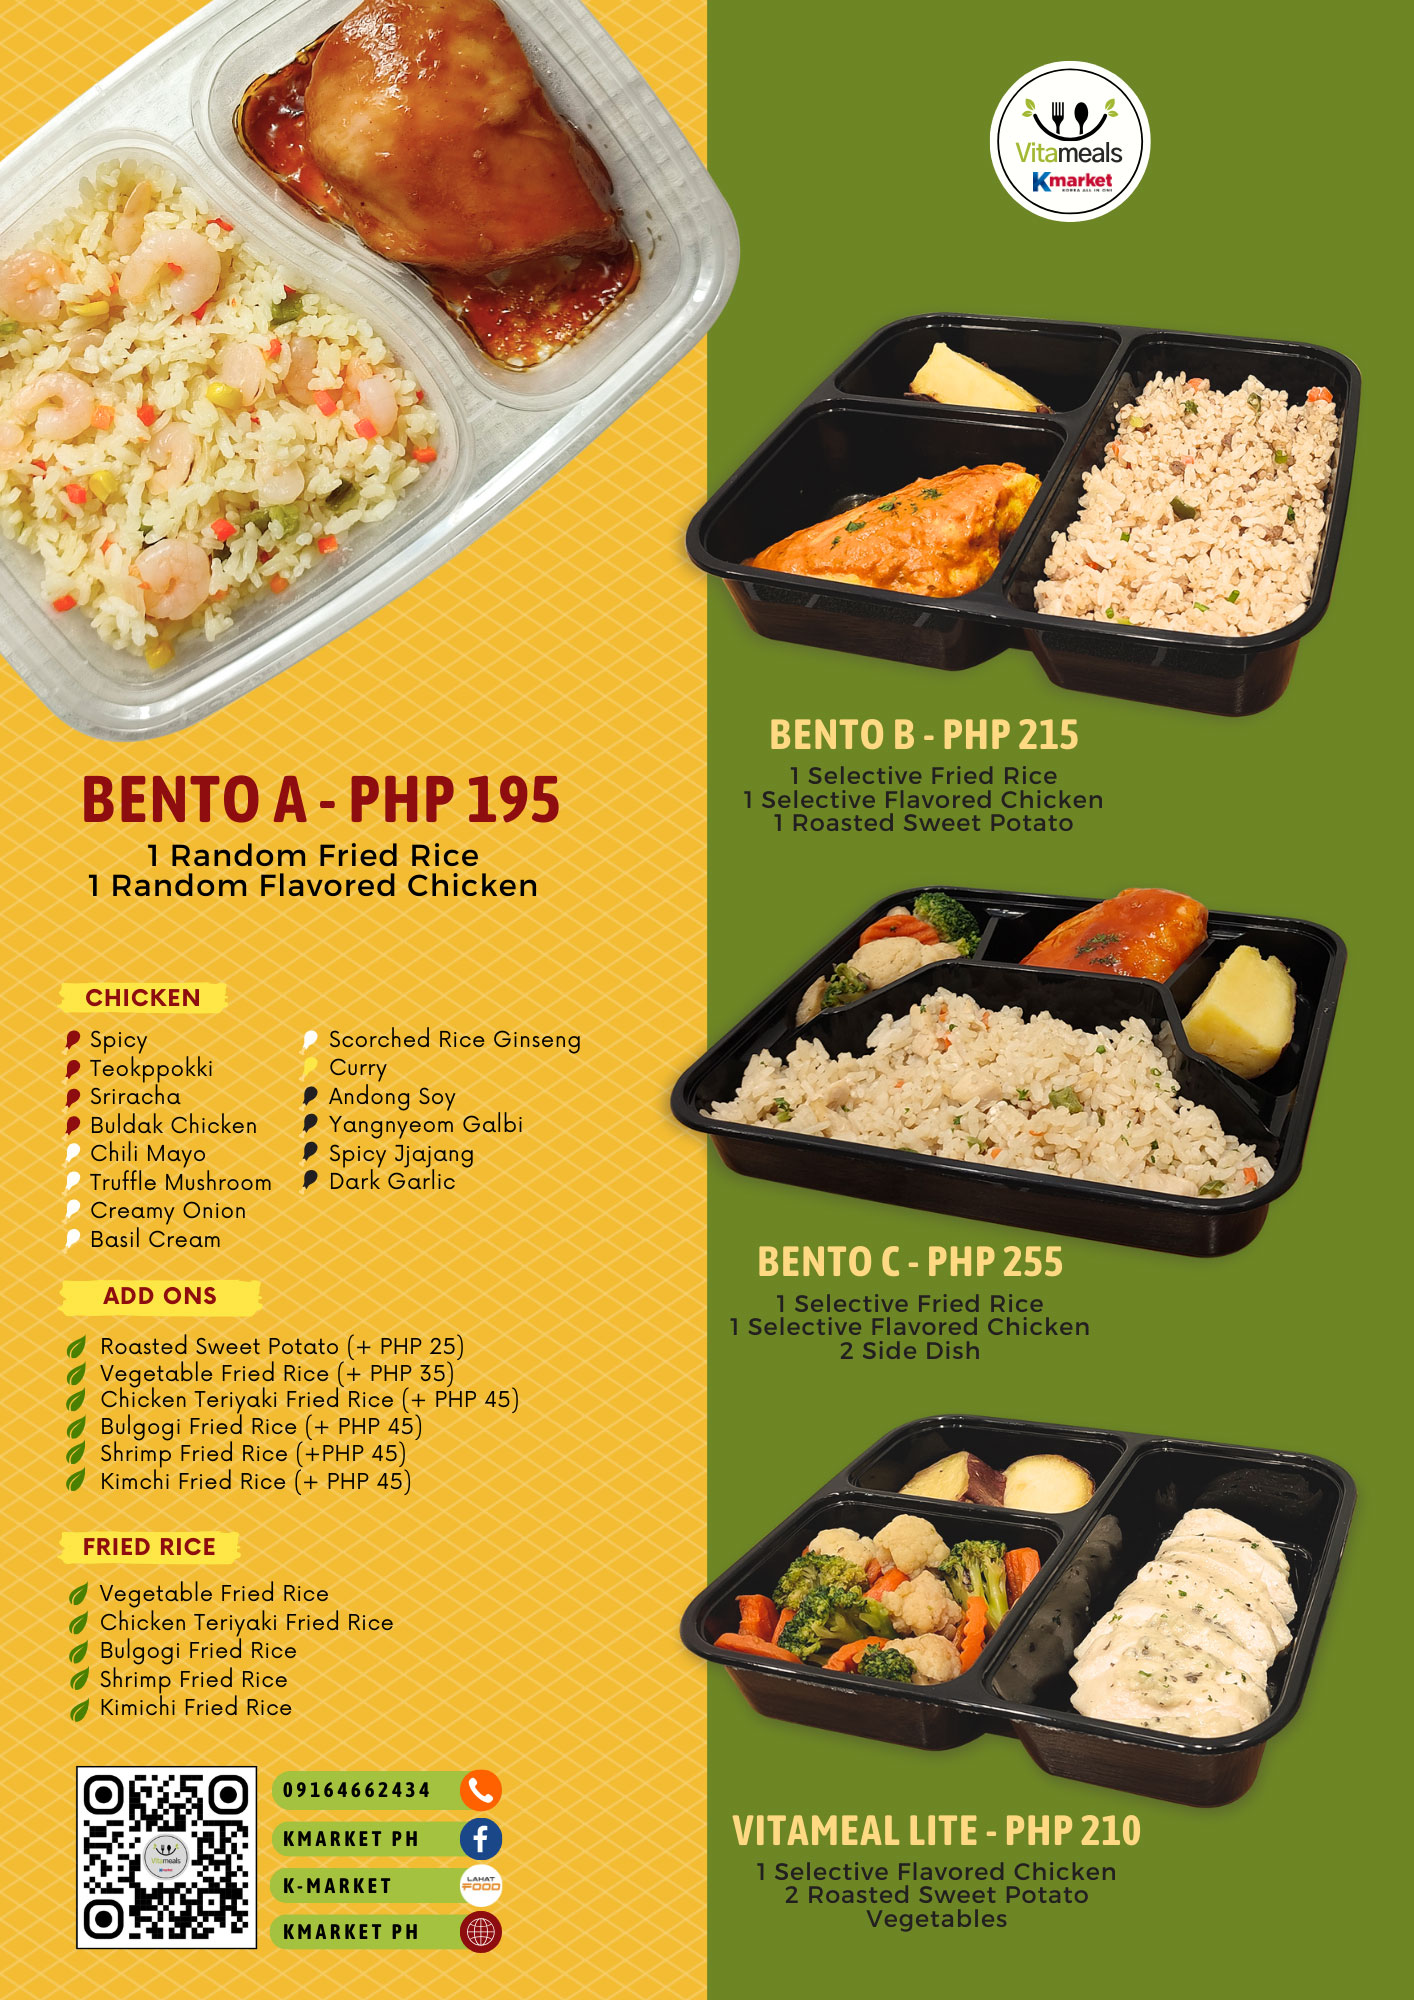 Vitameals
Kmarket
KOREA ALL IN ONE
BENTO A - PHP 195
1 Random Fried Rice
1 Random Flavored Chicken
CHICKEN
Spicy
Teokppokki
Sriracha
Buldak Chicken
Chili Mayo
Truffle Mushroom
Creamy Onion
Basil Cream
Scorched Rice Ginseng
Curry
Andong Soy
Yangnyeom Galbi
Spicy Jjajang
Dark Garlic
ADD ONS
Roasted Sweet Potato (+ PHP 25)
Vegetable Fried Rice (+ PHP 35)
Chicken Teriyaki Fried Rice (+ PHP 45)
Bulgogi Fried Rice (+ PHP 45)
Shrimp Fried Rice (+PHP 45)
Kimchi Fried Rice (+ PHP 45)
FRIED RICE
Vegetable Fried Rice
Chicken Teriyaki Fried Rice
Bulgogi Fried Rice
Shrimp Fried Rice
Kimichi Fried Rice
Vitameals
09164662434
KMARKET PH
K-MARKET
LAHAT
FOOD
KMARKET PH
BENTO B - PHP 215
1 Selective Fried Rice
1 Selective Flavored Chicken
1 Roasted Sweet Potato
BENTO C - PHP 255
1 Selective Fried Rice
1 Selective Flavored Chicken
2 Side Dish
VITAMEAL LITE - PHP 210
1 Selective Flavored Chicken
2 Roasted Sweet Potato
Vegetables